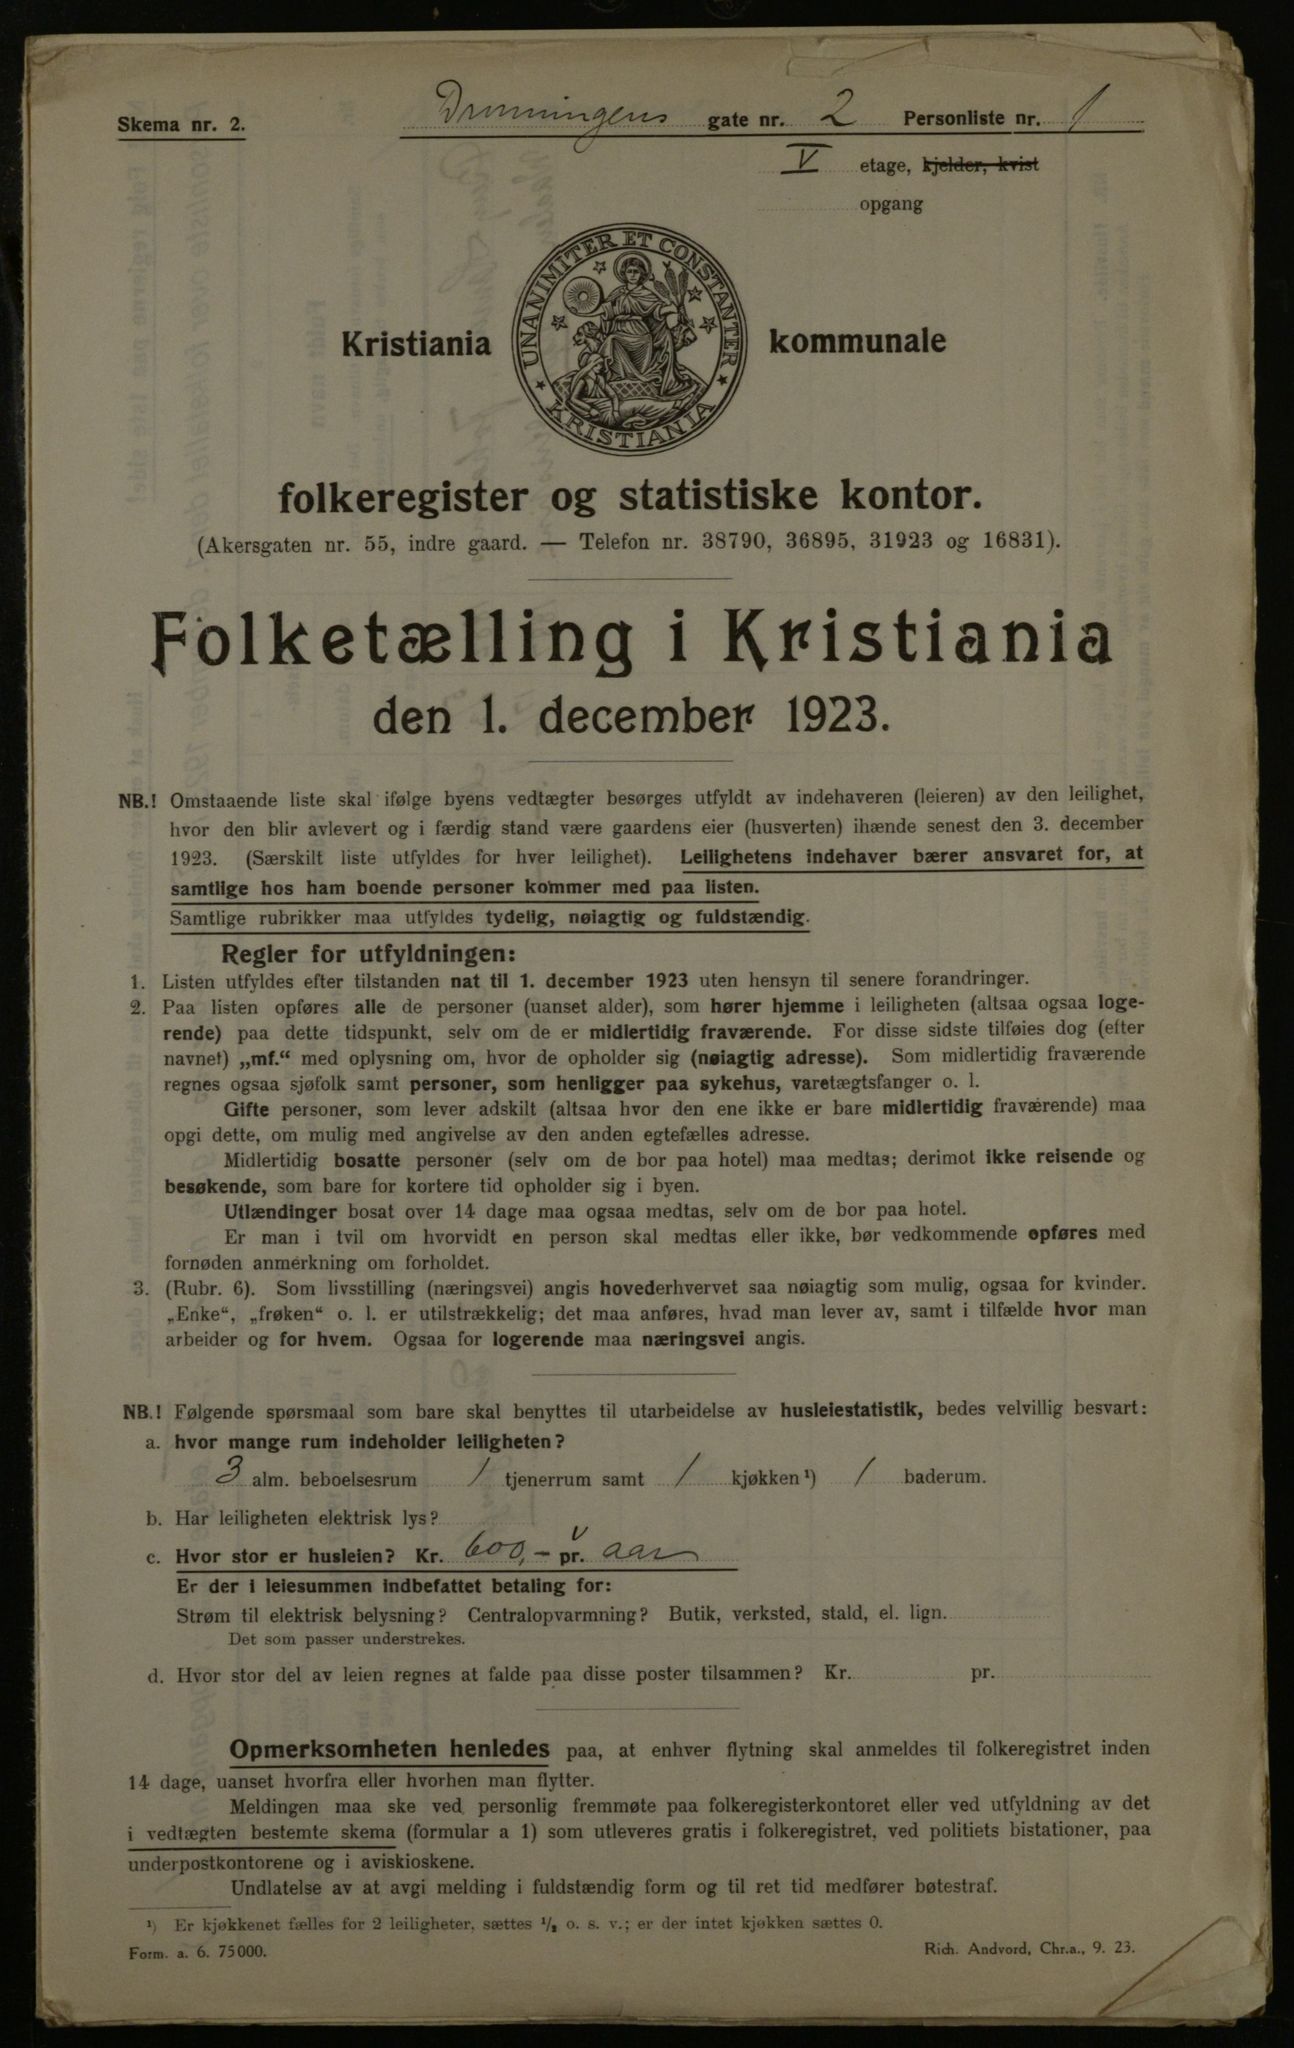 Skema nr. 2.
Dronningens gate nr. 2 Personliste nr. 1
V etage, kjelder, kvist
opgang
UNANIMITER ET CONSTANTER
KRISTIANIA
Kristiania kommunale
folkeregister og statistiske kontor.
(Akersgaten nr. 55, indre gaard. — Telefon nr. 38790, 36895, 31923 og 16831).
Folketælling i Kristiania
den 1. december 1923.
NB.! Omstaaende liste skal ifølge byens vedtægter besørges utfyldt av indehaveren (leieren) av den leilighet,
hvor den blir avlevert og i færdig stand være gaardens eier (husverten) ihænde senest den 3. december
1923. (Særskilt liste utfyldes for hver leilighet). Leilighetens indehaver bærer ansvaret for, at
samtlige hos ham boende personer kommer med paa listen.
Samtlige rubrikker maa utfyldes tydelig, nøiagtig og fuldstændig.
Regler for utfyldningen:
1. Listen utfyldes efter tilstanden nat til 1. december 1923 uten hensyn til senere forandringer.
2. Paa listen opføres alle de personer (uanset alder), som hører hjemme i leiligheten (altsaa ogsaa loge-
rende) paa dette tidspunkt, selv om de er midlertidig fraværende. For disse sidste tilføies dog (efter
navnet) „mf.“ med oplysning om, hvor de opholder sig (nøiagtig adresse). Som midlertidig fraværende
regnes ogsaa sjøfolk samt personer, som henligger paa sykehus, varetægtsfanger o. l.
Gifte personer, som lever adskilt (altsaa hvor den ene ikke er bare midlertidig fraværende) maa
opgi dette, om mulig med angivelse av den anden egtefælles adresse.
Midlertidig bosatte personer (selv om de bor paa hotel) maa medtas; derimot ikke reisende og
besøkende, som bare for kortere tid opholder sig i byen.
Utlændinger bosat over 14 dage maa ogsaa medtas, selv om de bor paa hotel.
Er man i tvil om hvorvidt en person skal medtas eller ikke, bør vedkommende opføres med
fornøden anmerkning om forholdet.
3. (Rubr. 6). Som livsstilling (næringsvei) angis hovederhvervet saa nøiagtig som mulig, ogsaa for kvinder.
„Enke“, „frøken“ o. l. er utilstrækkelig; det maa anføres, hvad man lever av, samt i tilfælde hvor man
arbeider og for hvem. Ogsaa for logerende maa næringsvei angis.
NB.! Følgende spørsmaal som bare skal benyttes til utarbeidelse av husleiestatistik, bedes velvillig besvart:
a. hvor mange rum indeholder leiligheten?
3 alm. beboelsesrum 1 tjenerrum samt 1 kjøkken¹) 1 baderum.
b. Har leiligheten elektrisk lys?
c. Hvor stor er husleien? Kr. 600,- pr. aar
Er der i leiesummen indbefattet betaling for:
Strøm til elektrisk belysning? Centralopvarmning? Butik, verksted, stald, el. lign.
Det som passer understrekes.
d. Hvor stor del av leien regnes at falde paa disse poster tilsammen? Kr. pr.
Opmerksomheten henledes paa, at enhver flytning skal anmeldes til folkeregistret inden
14 dage, uanset hvorfra eller hvorhen man flytter.
Meldingen maa ske ved personlig fremmøte paa folkeregisterkontoret eller ved utfyldning av det
i vedtægten bestemte skema (formular a 1) som utleveres gratis i folkeregistret, ved politiets bistationer, paa
underpostkontorene og i aviskioskene.
Undlatelse av at avgi melding i fuldstændig form og til ret tid medfører bøtestraf.
¹) Er kjøkkenet fælles for 2 leiligheter, sættes ½ o. s. v.; er der intet kjøkken sættes 0.
Form. a. 6. 75000. Rich. Andvord, Chr.a., 9. 23.